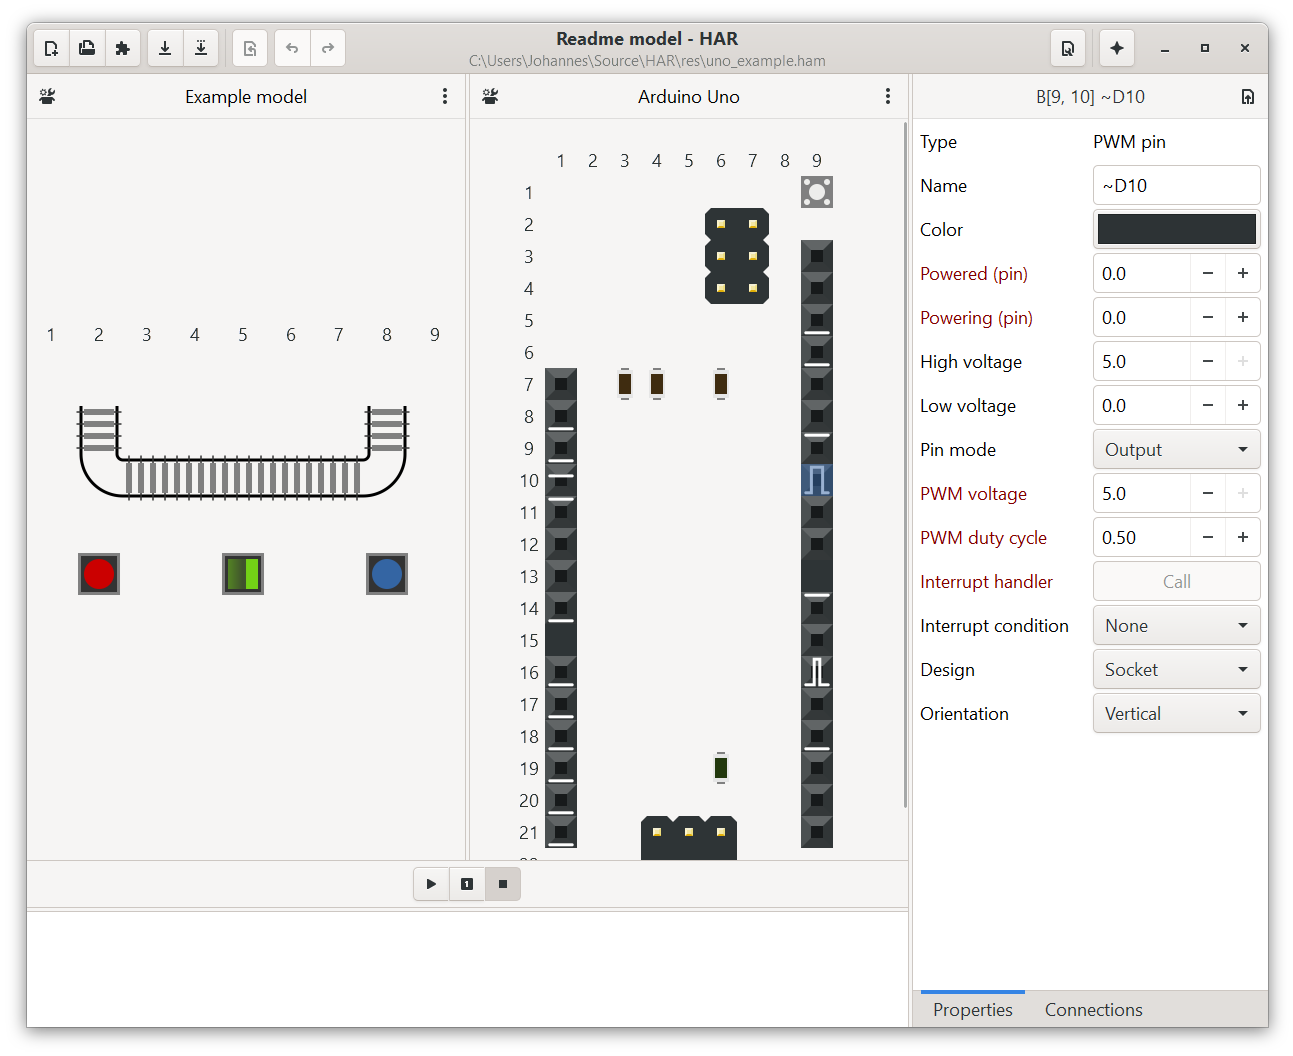 Readme model - HAR
C:\Users\Johannes\Source\HAR\res\uno_example.ham
Example model
Arduino Uno
B[9, 10] ~D10
1 2 3 4 5 6 7 8 9
1 2 3 4 5 6 7 8 9
1
2
3
4
5
6
7
8
9
10
11
12
13
14
15
16
17
18
19
20
21
Type PWM pin
Name ~D10
Color
Powered (pin) 0.0
Powering (pin) 0.0
High voltage 5.0
Low voltage 0.0
Pin mode Output
PWM voltage 5.0
PWM duty cycle 0.50
Interrupt handler Call
Interrupt condition None
Design Socket
Orientation Vertical
1
Properties Connections